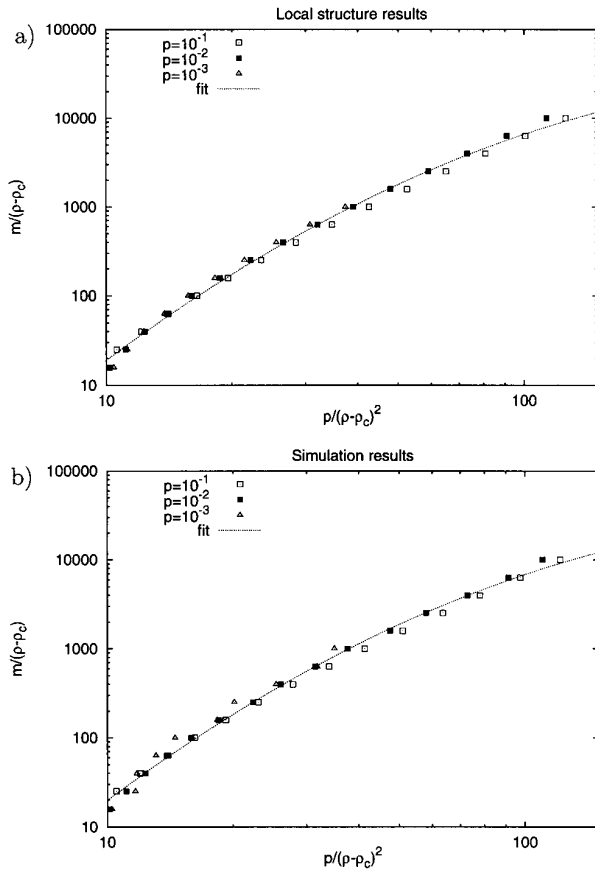 Local structure results
a)
p=10^-1
p=10^-2
p=10^-3
fit
100000
10000
1000
100
10
m/(ρ-ρc)
10 100
p/(ρ-ρc)^2
Simulation results
b)
p=10^-1
p=10^-2
p=10^-3
fit
100000
10000
1000
100
10
m/(ρ-ρc)
10 100
p/(ρ-ρc)^2